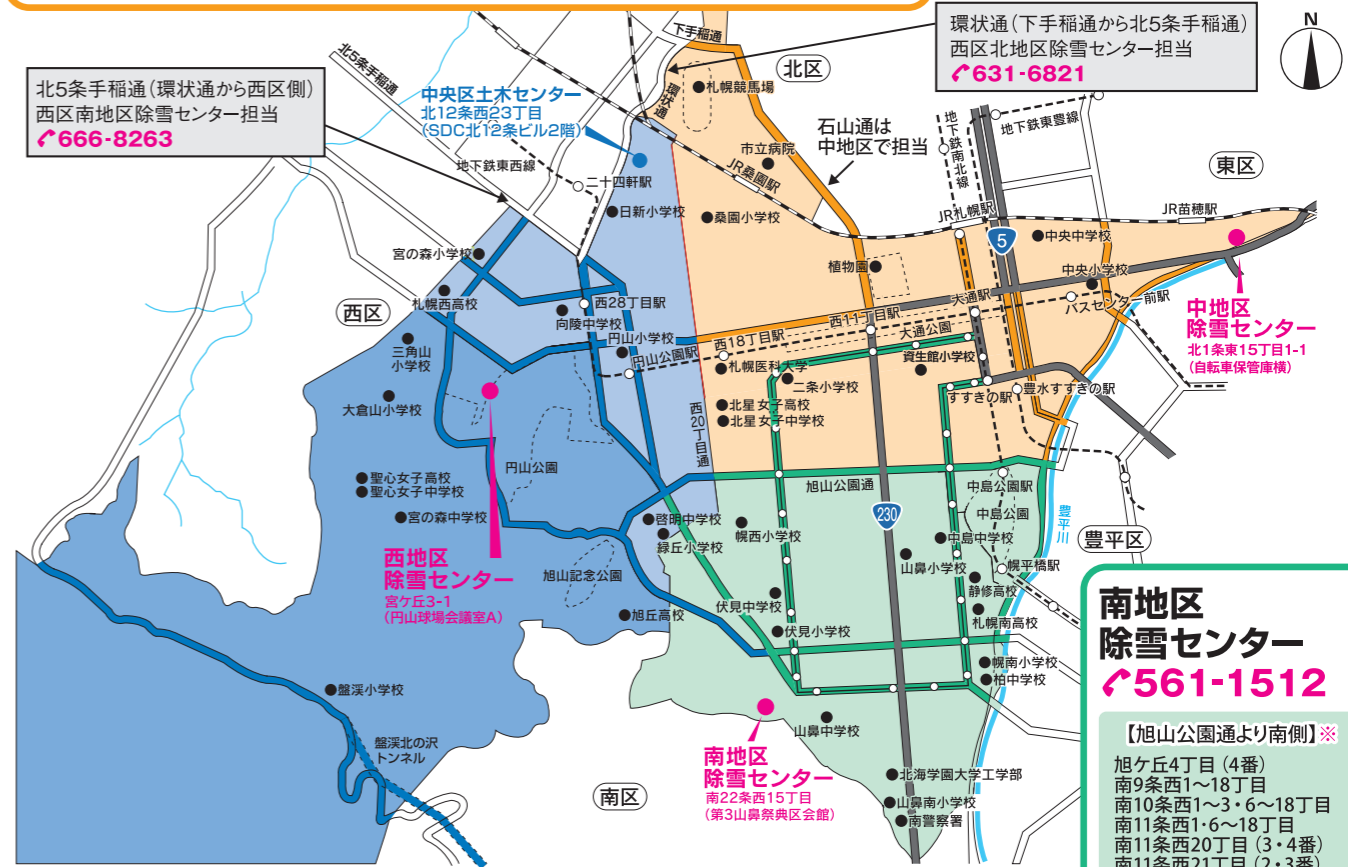 環状通(下手稲通から北5条手稲通)
西区北地区除雪センター担当
631-6821
N
北5条手稲通(環状通から西区側)
西区南地区除雪センター担当
666-8263
下手稲通
北5条手稲通
環状通
北区
中央区土木センター
北12条西23丁目
(SDC北12条ビル2階)
札幌競馬場
石山通は
中地区で担当
市立病院
JR桑園駅
地下鉄南北線
地下鉄東豊線
東区
地下鉄東西線
二十四軒駅
日新小学校
桑園小学校
JR札幌駅
JR苗穂駅
5
中央中学校
宮の森小学校
植物園
中央小学校
札幌西高校
西28丁目駅
大通駅
バスセンター前駅
西区
向陵中学校
円山小学校
西11丁目駅
大通公園
中地区
除雪センター
北1条東15丁目1-1
(自転車保管庫横)
三角山
小学校
円山公園駅
西18丁目駅
札幌医科大学
資生館小学校
二条小学校
大倉山小学校
すすきの駅
豊水すすきの駅
北星女子高校
北星女子中学校
西20丁目通
円山公園
聖心女子高校
聖心女子中学校
旭山公園通
中島公園駅
宮の森中学校
啓明中学校
幌西小学校
230
中島公園
豊平川
緑丘小学校
中島中学校
豊平区
西地区
除雪センター
宮ケ丘3-1
(円山球場会議室A)
旭山記念公園
山鼻小学校
幌平橋駅
静修高校
伏見中学校
旭丘高校
伏見小学校
札幌南高校
南地区
除雪センター
561-1512
幌南小学校
柏中学校
盤渓小学校
山鼻中学校
盤渓北の沢
トンネル
南地区
除雪センター
南22条西15丁目
(第3山鼻祭典区会館)
南区
北海学園大学工学部
山鼻南小学校
南警察署
【旭山公園通より南側】※
旭ケ丘4丁目(4番)
南9条西1〜18丁目
南10条西1〜3・6〜18丁目
南11条西1・6〜18丁目
南11条西20丁目(3・4番)
南11条西21丁目(2・3番)